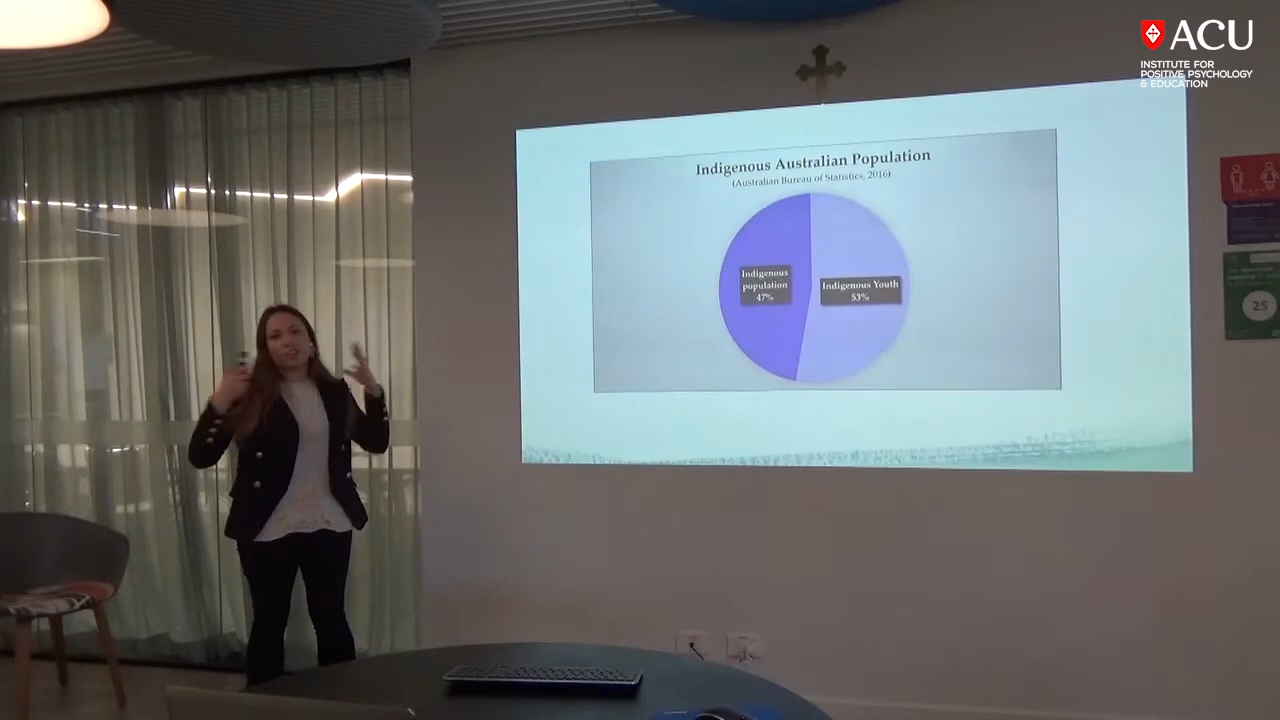 ACU
INSTITUTE FOR
POSITIVE PSYCHOLOGY
& EDUCATION
Indigenous Australian Population
(Australian Bureau of Statistics, 2016)
Indigenous
population
47%
Indigenous Youth
53%
25